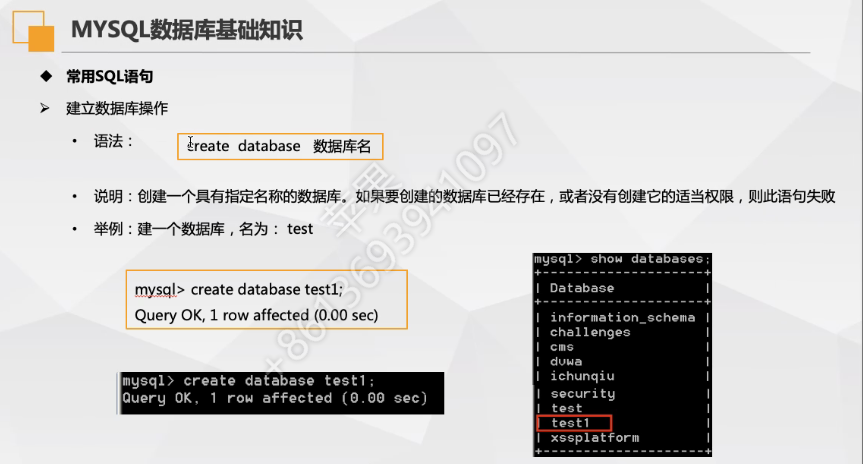 MYSQL数据库基础知识
◆ 常用SQL语句
➢ 建立数据库操作
• 语法：
create database 数据库名
• 说明：创建一个具有指定名称的数据库。如果要创建的数据库已经存在，或者没有创建它的适当权限，则此语句失败
• 举例：建一个数据库，名为： test
mysql> create database test1;
Query OK, 1 row affected (0.00 sec)
mysql> create database test1;
Query OK, 1 row affected (0.00 sec)
mysql> show databases;
+--------------------+
| Database           |
+--------------------+
| information_schema |
| challenges         |
| cms                |
| dvwa               |
| ichunqiu           |
| security           |
| test               |
| test1              |
| xssplatform        |
+--------------------+
苹果
+8613693941097